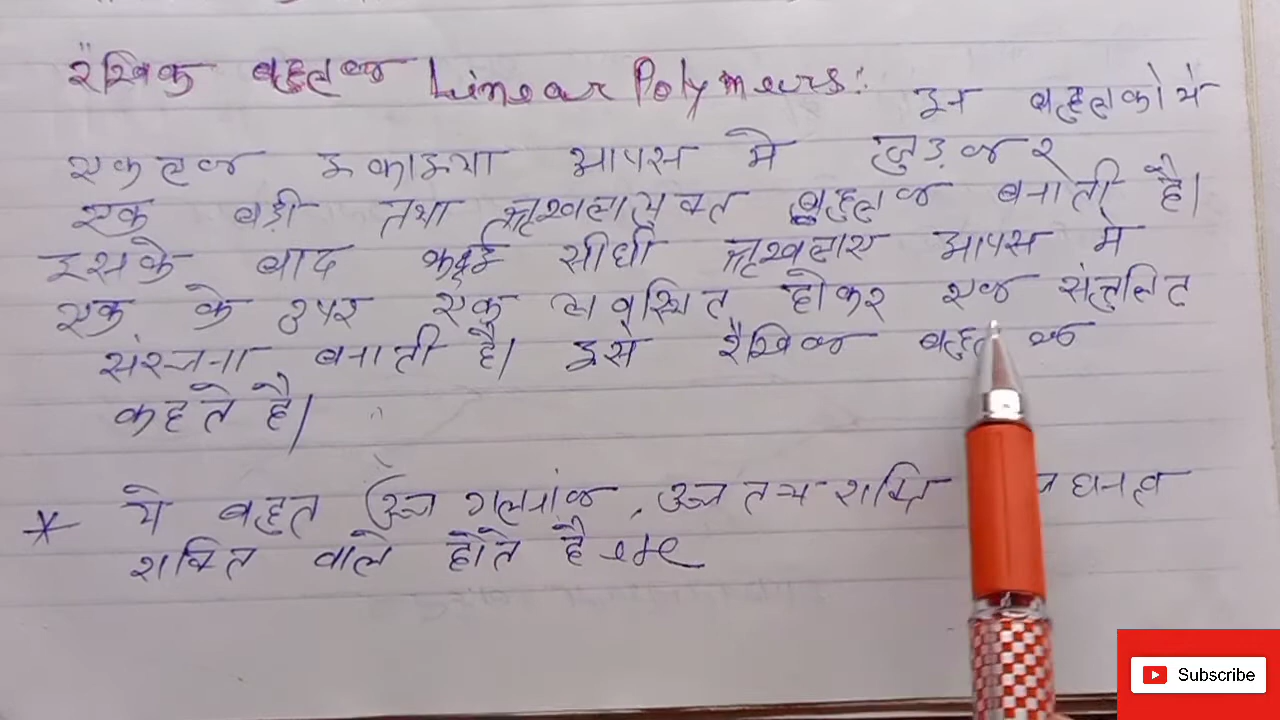 रैखिक बहुलक Linear Polymers:
इन बहुलको मे
एकलक इकाइया आपस मे जुड़कर
एक बड़ी तथा श्रृखलायुक्त बहुलक बनाती है।
इसके बाद कई सीधी श्रृखलाए आपस मे
एक के उपर एक व्यवस्थित होकर एक संतुलित
संरचना बनाती है। इसे रैखिक बहुलक
कहते है।
* ये बहुत उच्च गलनांक, उच्च तन्य शक्ति घनत्व
शक्ति वाले होते है
Subscribe